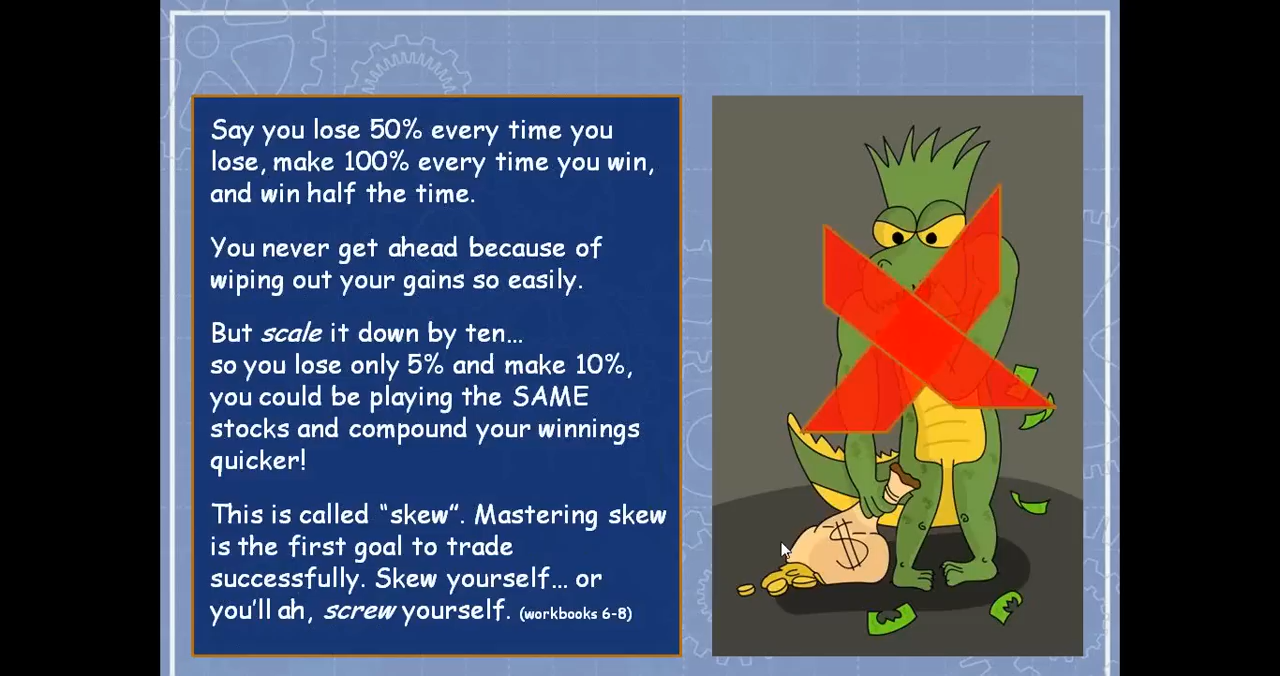 Say you lose 50% every time you
lose, make 100% every time you win,
and win half the time.
You never get ahead because of
wiping out your gains so easily.
But scale it down by ten...
so you lose only 5% and make 10%,
you could be playing the SAME
stocks and compound your winnings
quicker!
This is called “skew”. Mastering skew
is the first goal to trade
successfully. Skew yourself... or
you’ll ah, screw yourself. (workbooks 6-8)
$